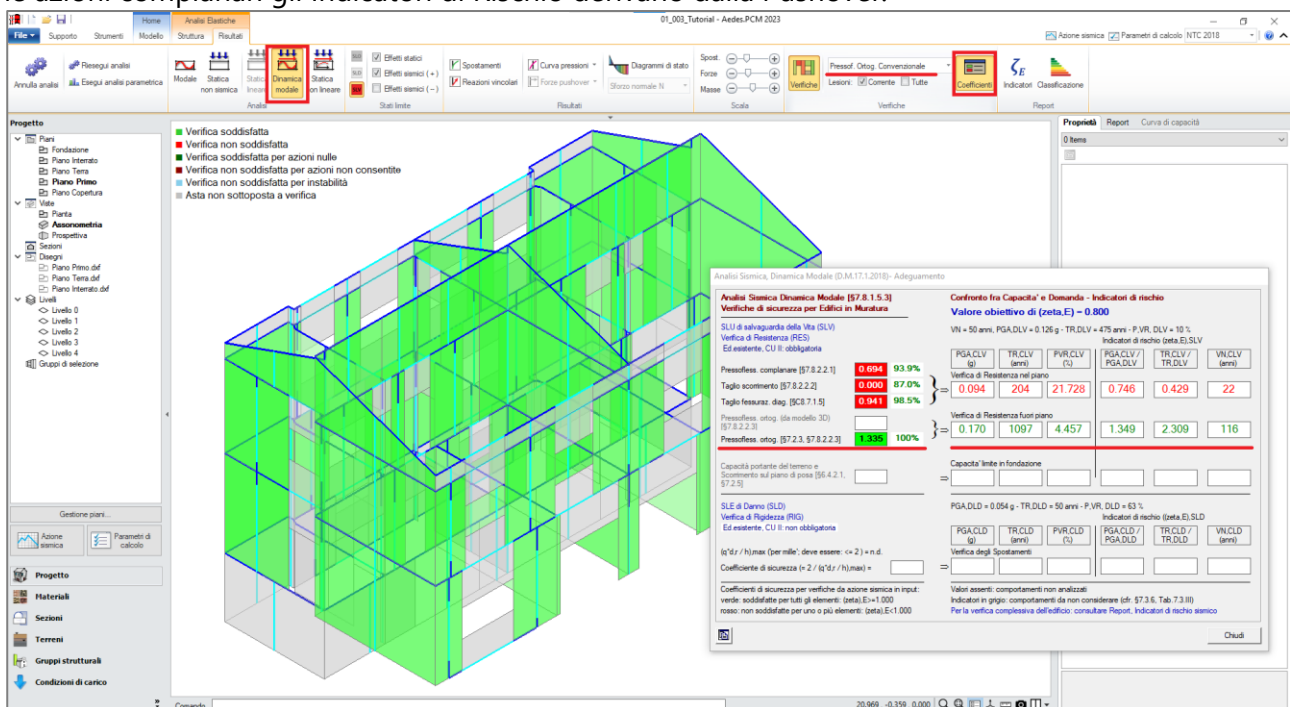 le azioni complanari gli Indicatori di Rischio derivano dalla Pushover.
Home
Analisi Elastiche
01_003_Tutorial - Aedes.PCM 2023
File
Supporto
Strumenti
Modello
Struttura
Risultati
Azione sismica
Parametri di calcolo
NTC 2018
Annulla analisi
Riesegui analisi
Esegui analisi parametrica
Modale
Statica non sismica
Statica lineare
Dinamica modale
Statica non lineare
Analisi
SLU
SLD
SLE
Effetti statici
Effetti sismici (+)
Effetti sismici (−)
Stati limite
Spostamenti
Reazioni vincolari
Curva pressioni
Forze pushover
Diagrammi di stato
Sforzo normale N
Risultati
Spost.
Forze
Masse
Scala
Verifiche
Pressof. Ortog. Convenzionale
Lesioni:
Corrente
Tutte
Coefficienti
Verifiche
ζE
Indicatori
Classificazione
Report
Progetto
Piani
Fondazione
Piano Interrato
Piano Terra
Piano Primo
Piano Copertura
Viste
Pianta
Assonometria
Prospettiva
Sezioni
Disegni
Piano Primo.dxf
Piano Terra.dxf
Piano Interrato.dxf
Livelli
Livello 0
Livello 1
Livello 2
Livello 3
Livello 4
Gruppi di selezione
Gestione piani...
Azione sismica
Parametri di calcolo
Progetto
Materiali
Sezioni
Terreni
Gruppi strutturali
Condizioni di carico
Verifica soddisfatta
Verifica non soddisfatta
Verifica soddisfatta per azioni nulle
Verifica non soddisfatta per azioni non consentite
Verifica non soddisfatta per instabilità
Asta non sottoposta a verifica
Proprietà
Report
Curva di capacità
0 Items
Analisi Sismica, Dinamica Modale (D.M.17.1.2018)- Adeguamento
Analisi Sismica Dinamica Modale [§7.8.1.5.3]
Verifiche di sicurezza per Edifici in Muratura
SLU di salvaguardia della Vita (SLV)
Verifica di Resistenza (RES)
Ed.esistente, CU II: obbligatoria
Pressofless. complanare [§7.8.2.2.1] 0.694 93.9%
Taglio scorrimento [§7.8.2.2.2] 0.000 87.0%
Taglio fessuraz. diag. [§C8.7.1.5] 0.941 98.5%
Pressofless. ortog. (da modello 3D)
[§7.8.2.2.3]
Pressofless. ortog. [§7.2.3, §7.8.2.2.3] 1.335 100%
Capacità portante del terreno e
Scorrimento sul piano di posa [§6.4.2.1,
§7.2.5]
SLE di Danno (SLD)
Verifica di Rigidezza (RIG)
Ed.esistente, CU II: non obbligatoria
(q*d,r / h),max ('per mille'; deve essere: <= 2 ) = n.d.
Coefficiente di sicurezza (= 2 / (q*d,r / h),max) =
Coefficienti di sicurezza per verifiche da azione sismica in input:
verde: soddisfatte per tutti gli elementi: (zeta),E>=1.000
rosso: non soddisfatte per uno o più elementi: (zeta),E<1.000
Confronto fra Capacita' e Domanda - Indicatori di rischio
Valore obiettivo di (zeta,E) = 0.800
VN = 50 anni, PGA,DLV = 0.126 g - TR,DLV = 475 anni - P,VR, DLV = 10 %
Indicatori di rischio (zeta,E),SLV
PGA,CLV (g) TR,CLV (anni) PVR,CLV (%) PGA,CLV / PGA,DLV TR,CLV / TR,DLV VN,CLV (anni)
Verifica di Resistenza nel piano
0.094 204 21.728 0.746 0.429 22
Verifica di Resistenza fuori piano
0.170 1097 4.457 1.349 2.309 116
Capacita' limite in fondazione
PGA,DLD = 0.054 g - TR,DLD = 50 anni - P,VR, DLD = 63 %
Indicatori di rischio ((zeta,E),SLD
PGA,CLD (g) TR,CLD (anni) PVR,CLD (%) PGA,CLD / PGA,DLD TR,CLD / TR,DLD VN,CLD (anni)
Verifica degli Spostamenti
Valori assenti: comportamenti non analizzati
Indicatori in grigio: comportamenti da non considerare (cfr. §7.3.6, Tab.7.3.III)
Per la verifica complessiva dell'edificio: consultare Report, Indicatori di rischio sismico
Chiudi
Comando
20.969 -0.359 0.000